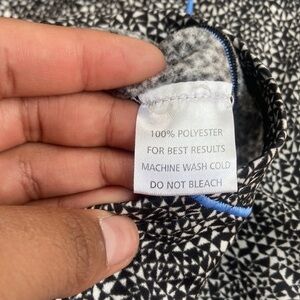 100% POLYESTER
FOR BEST RESULTS
MACHINE WASH COLD
DO NOT BLEACH